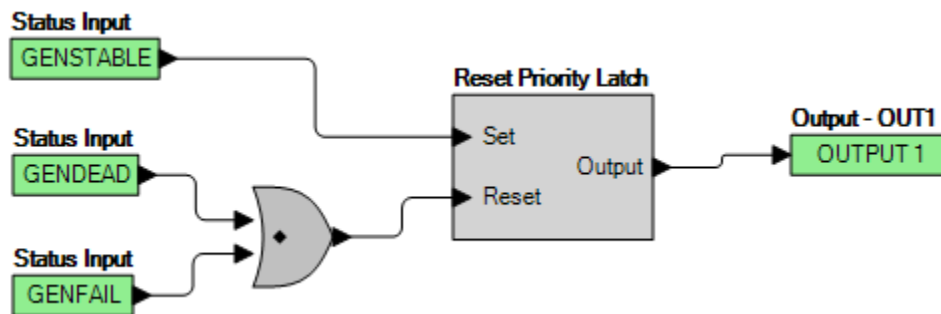 Status Input
GENSTABLE
Status Input
GENDEAD
Status Input
GENFAIL
Reset Priority Latch
Set
Reset
Output
Output - OUT1
OUTPUT 1